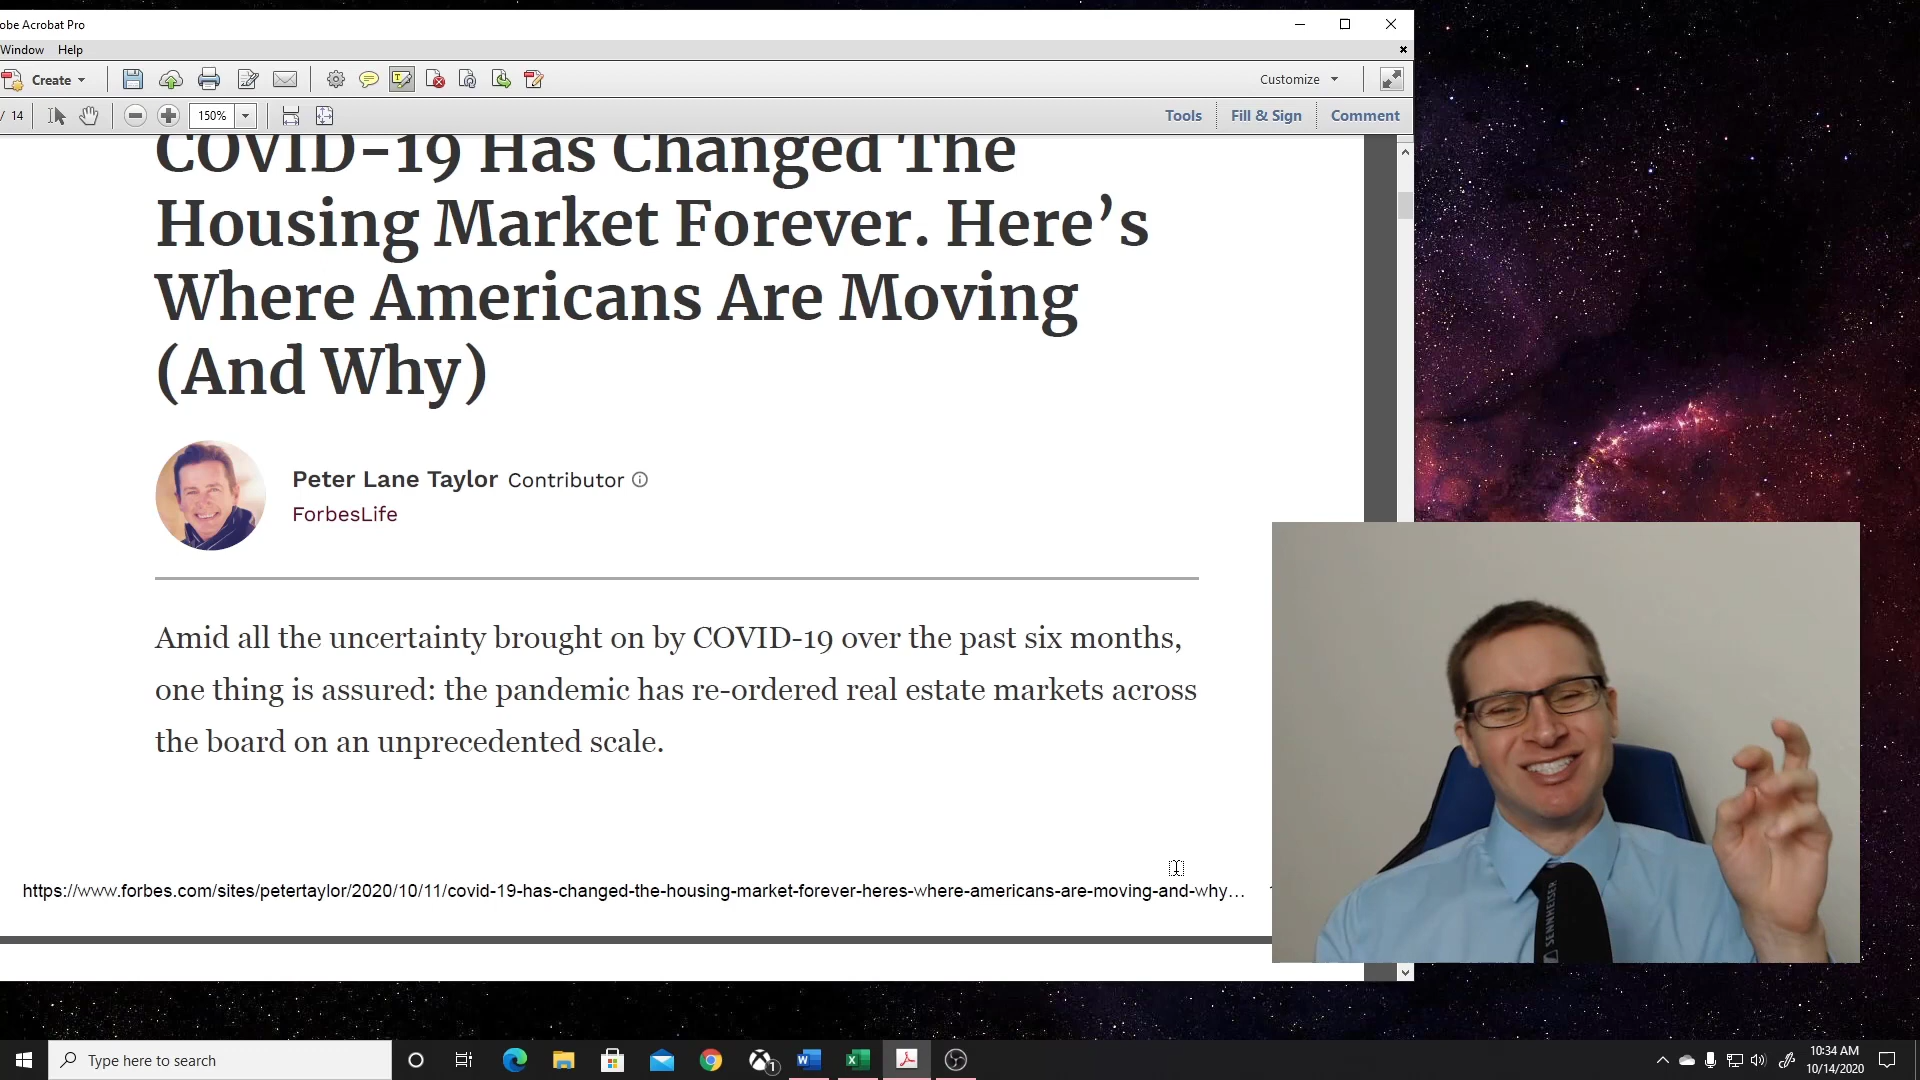 obe Acrobat Pro
Window Help
Create
Customize
/ 14
150%
Tools
Fill & Sign
Comment
COVID-19 Has Changed The
Housing Market Forever. Here’s
Where Americans Are Moving
(And Why)
Peter Lane Taylor Contributor
ForbesLife
Amid all the uncertainty brought on by COVID-19 over the past six months,
one thing is assured: the pandemic has re-ordered real estate markets across
the board on an unprecedented scale.
https://www.forbes.com/sites/petertaylor/2020/10/11/covid-19-has-changed-the-housing-market-forever-heres-where-americans-are-moving-and-why…
SENNHEISER
Type here to search
1
10:34 AM
10/14/2020